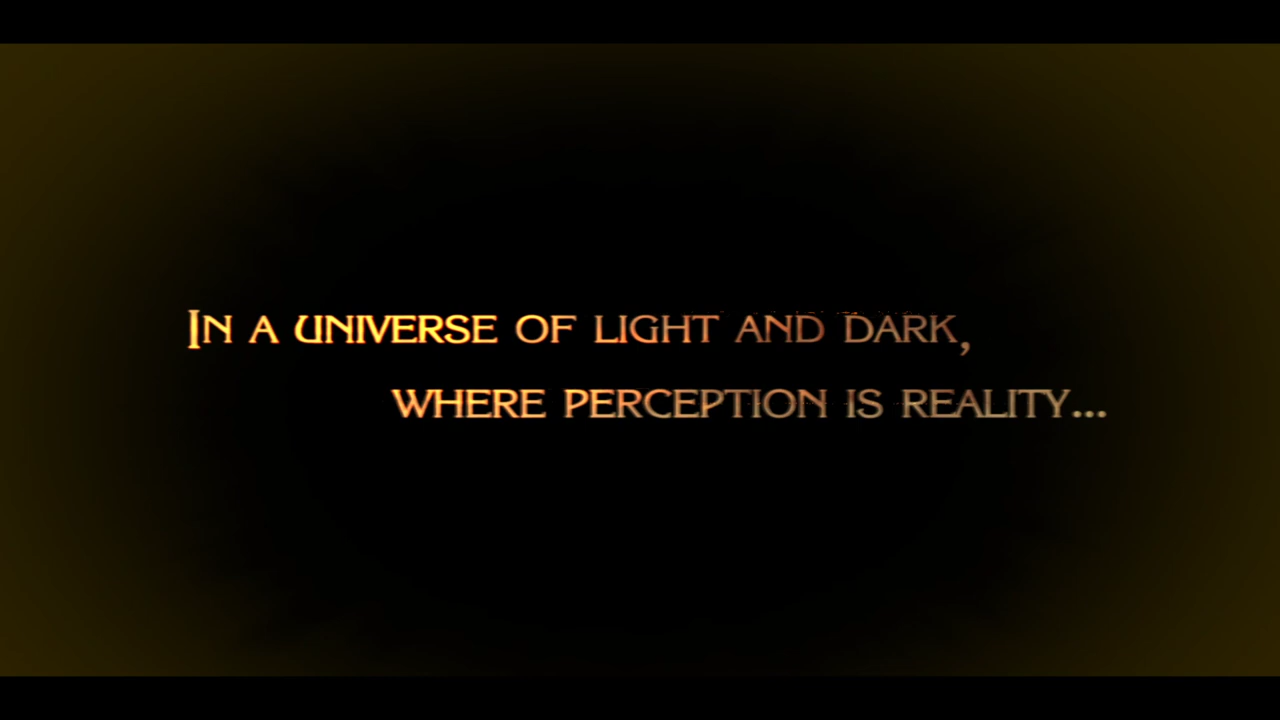 In a universe of light and dark,
where perception is reality...